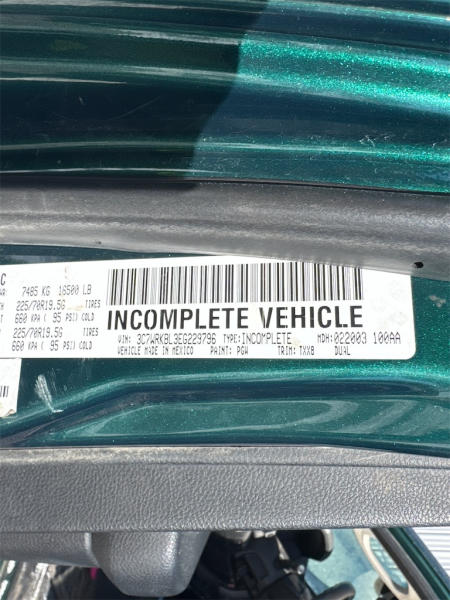 C
7485 KG 16500 LB
225/70R19.5G TIRES
660 KPA ( 95 PSI) COLD
225/70R19.5G TIRES
660 KPA ( 95 PSI) COLD
INCOMPLETE VEHICLE
VIN: 3C7WRKBL3EG229796 TYPE: INCOMPLETE MDH: 022003 100AA
VEHICLE MADE IN MEXICO PAINT: PGW TRIM: TXX8 DUAL